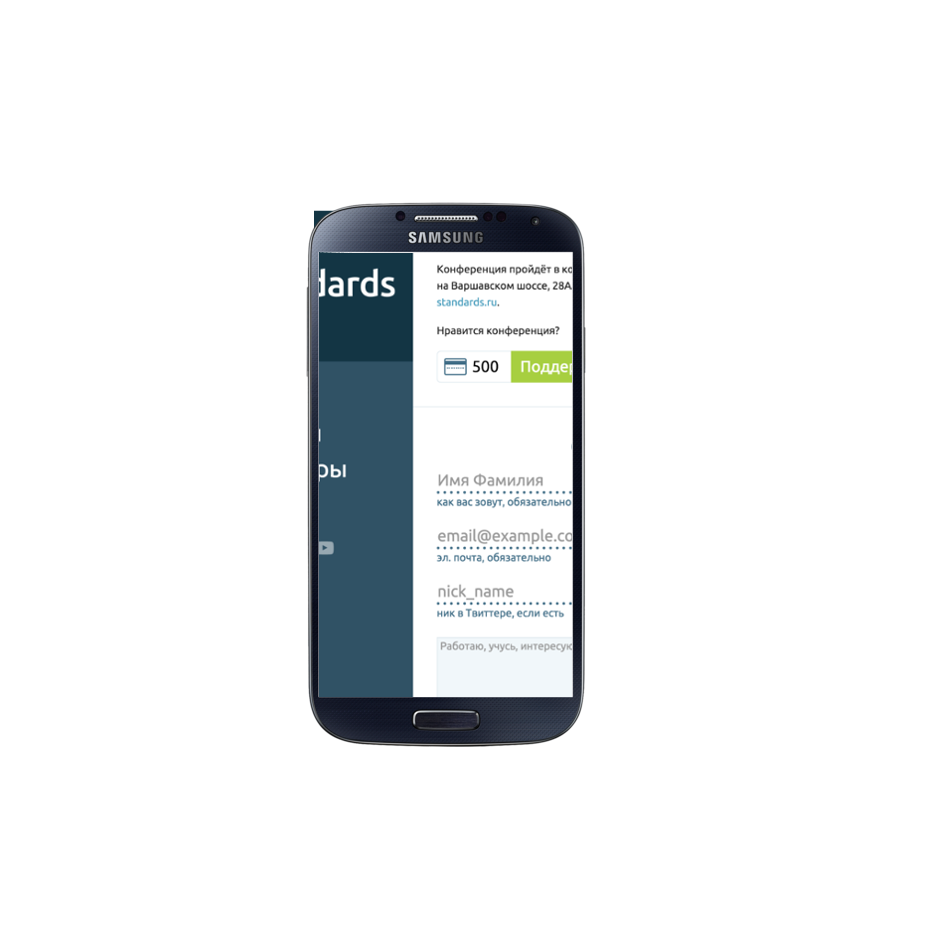 SAMSUNG
dards
ры
Конференция пройдёт в ко
на Варшавском шоссе, 28А
standards.ru.
Нравится конференция?
500 Поддер
Имя Фамилия
как вас зовут, обязательно
email@example.co
эл. почта, обязательно
nick_name
ник в Твиттере, если есть
Работаю, учусь, интересую